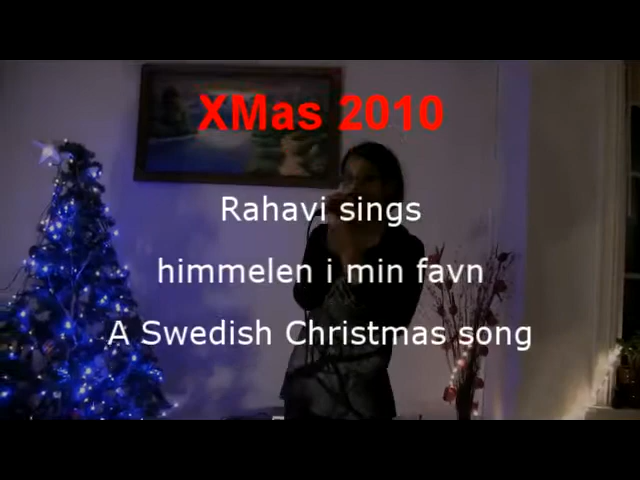 XMas 2010
Rahavi sings
himmelen i min favn
A Swedish Christmas song